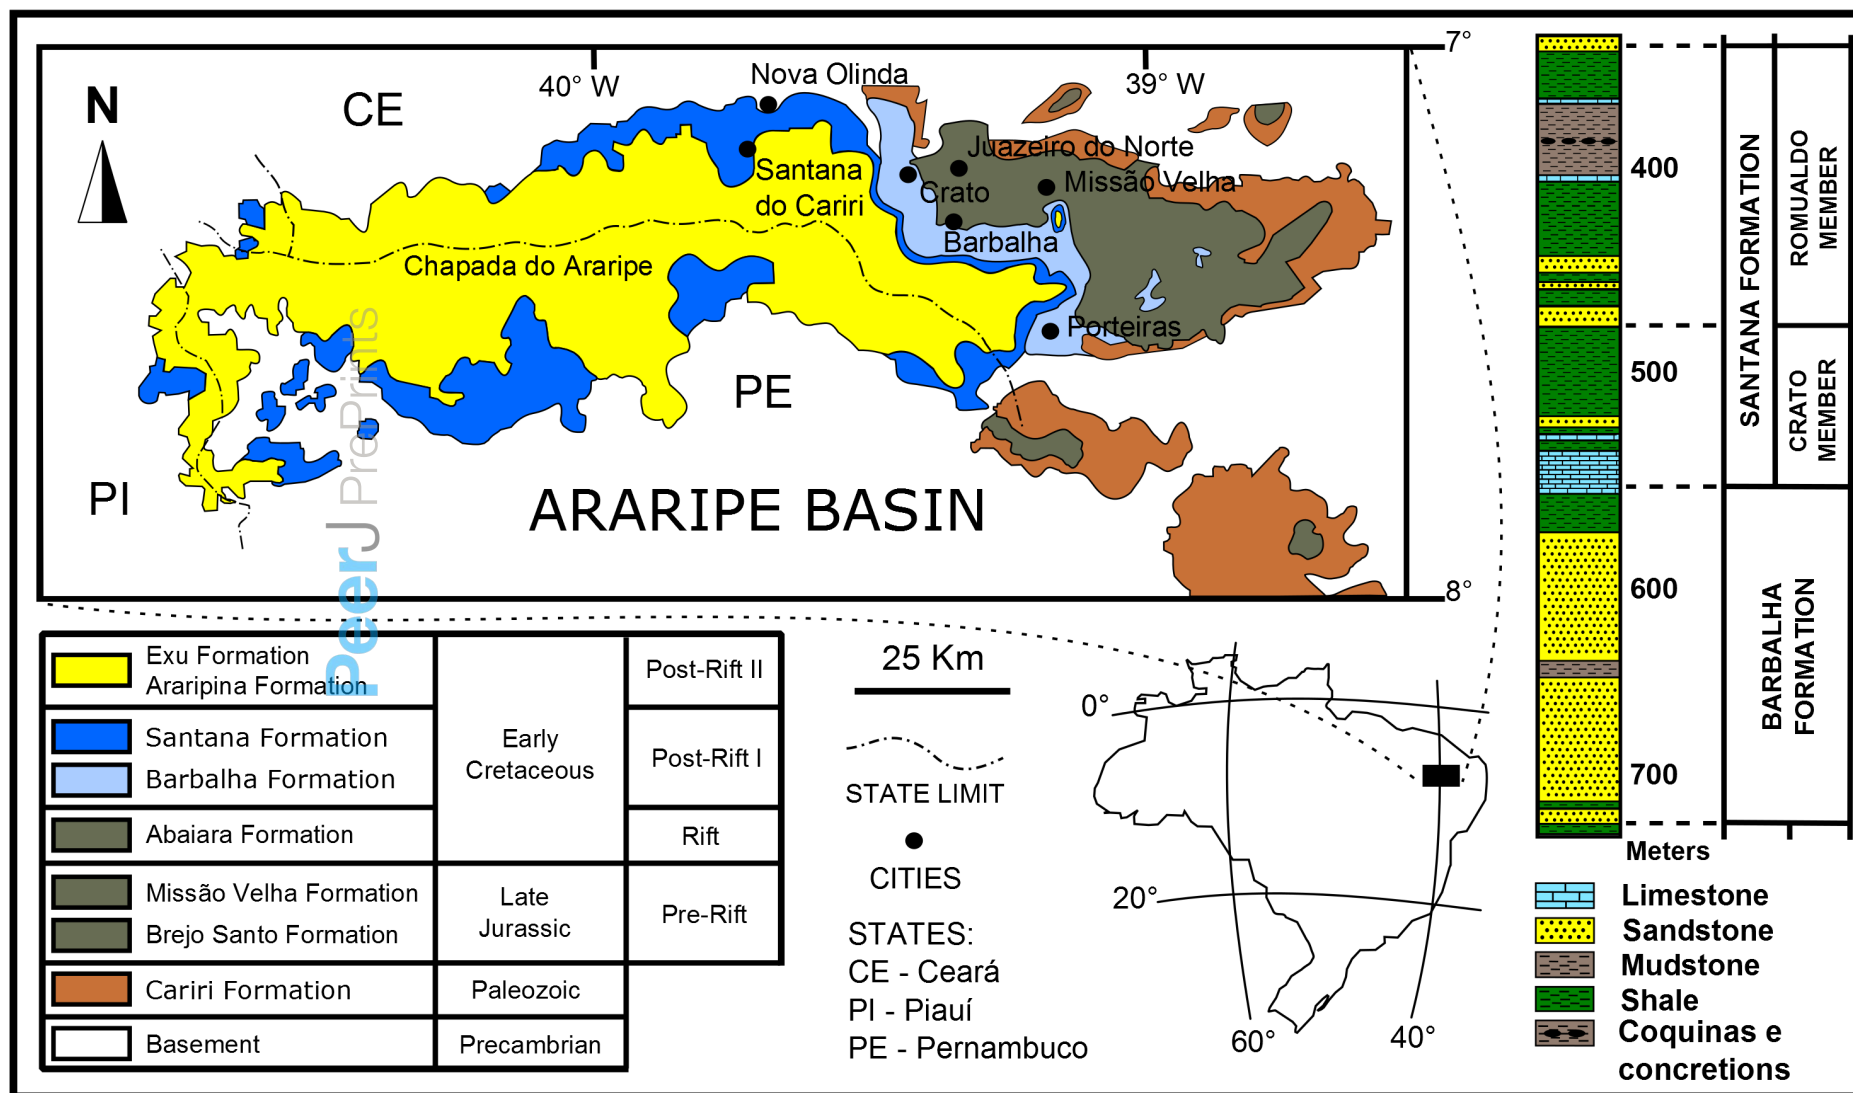 7°
40° W
39° W
Nova Olinda
N
CE
Juazeiro do Norte
Santana
do Cariri
Crato
Missão Velha
Barbalha
Chapada do Araripe
Porteiras
PE
PI
ARARIPE BASIN
8°
PeerJ PrePrints
Exu Formation
Araripina Formation
Post-Rift II
Santana Formation
Barbalha Formation
Early
Cretaceous
Post-Rift I
Abaiara Formation
Rift
Missão Velha Formation
Brejo Santo Formation
Late
Jurassic
Pre-Rift
Cariri Formation
Paleozoic
Basement
Precambrian
25 Km
STATE LIMIT
CITIES
STATES:
CE - Ceará
PI - Piauí
PE - Pernambuco
0°
20°
60°
40°
400
500
600
700
Meters
SANTANA FORMATION
ROMUALDO
MEMBER
CRATO
MEMBER
BARBALHA
FORMATION
Limestone
Sandstone
Mudstone
Shale
Coquinas e
concretions